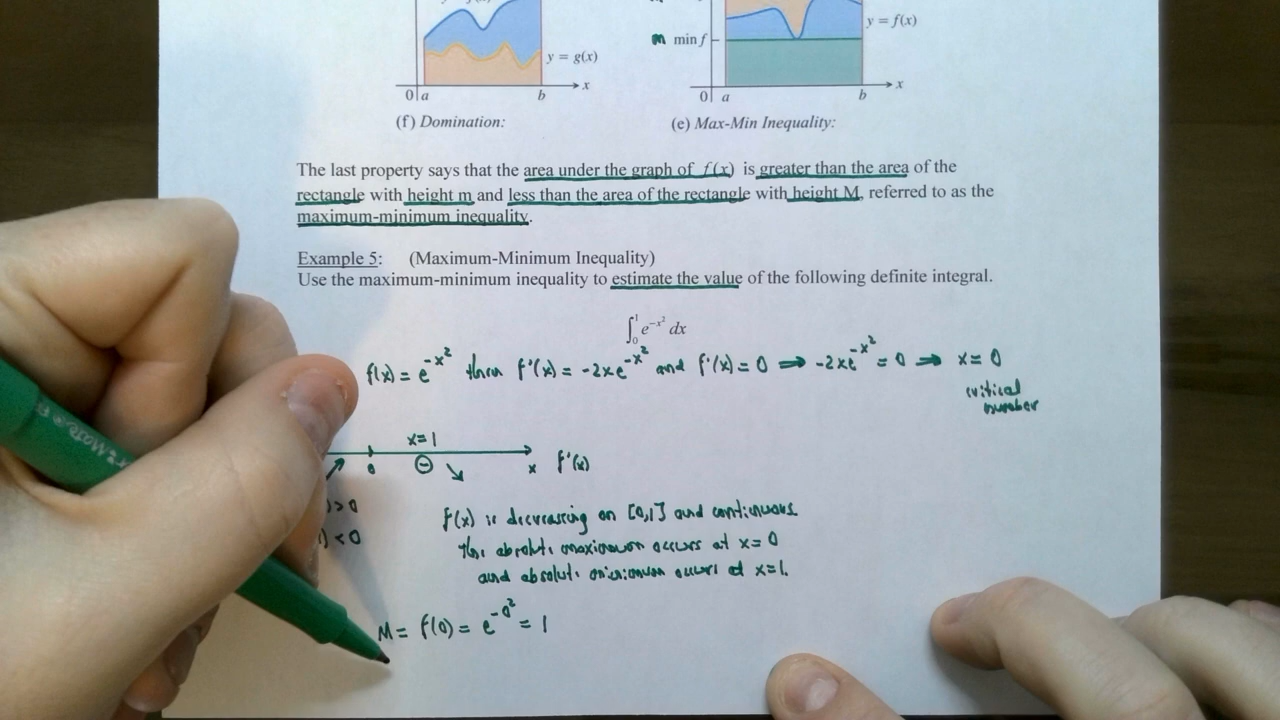 y = g(x)
0 a b x
m min f
y = f(x)
0 a b x
(f) Domination:
(e) Max-Min Inequality:
The last property says that the area under the graph of f(x) is greater than the area of the
rectangle with height m and less than the area of the rectangle with height M, referred to as the
maximum-minimum inequality.
Example 5: (Maximum-Minimum Inequality)
Use the maximum-minimum inequality to estimate the value of the following definite integral.
∫₀¹ e^{-x²} dx
f(x) = e^{-x²} then f'(x) = -2xe^{-x²} and f'(x) = 0 ⇒ -2xe^{-x²} = 0 ⇒ x = 0
critical
number
x=1
0 ⊖ x f'(x)
)>0
)<0
f(x) is decreasing on [0,1] and continuous
the absolute maximum occurs at x=0
and absolute minimum occurs at x=1.
M = f(0) = e^{-0²} = 1